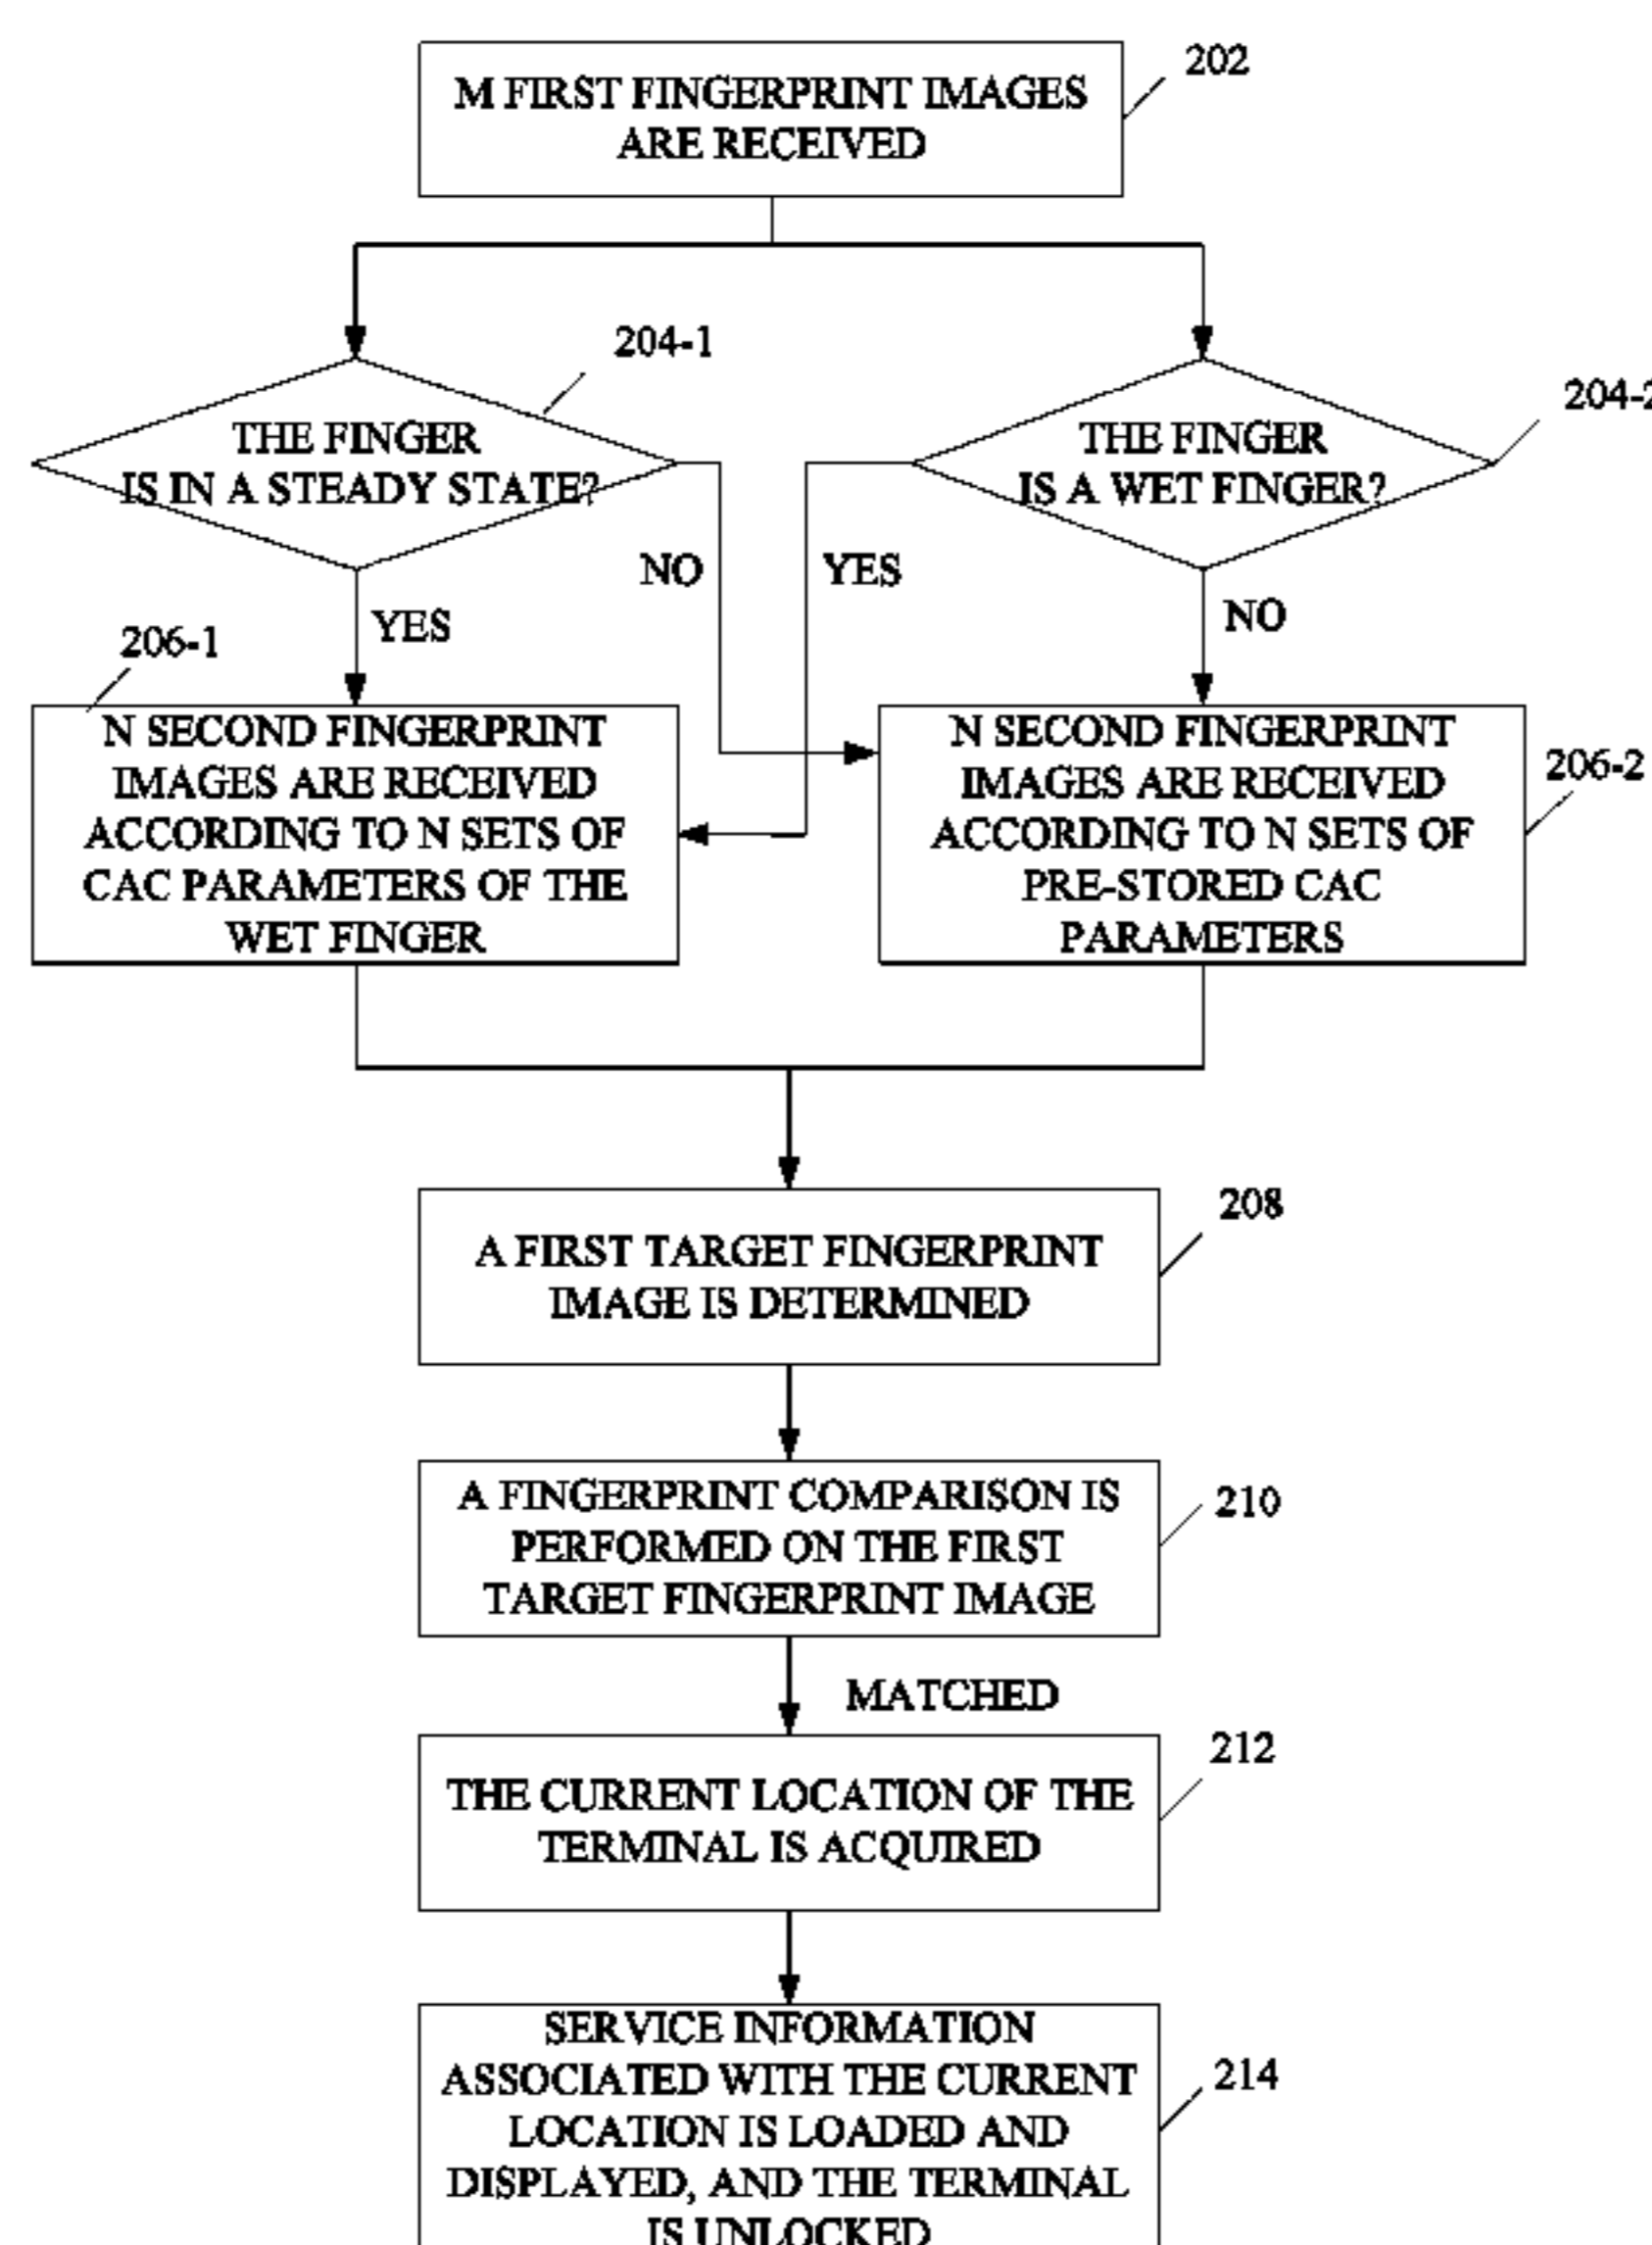 202
M FIRST FINGERPRINT IMAGES
ARE RECEIVED
204-1
204-2
THE FINGER
IS IN A STEADY STATE?
THE FINGER
IS A WET FINGER?
NO
YES
YES
NO
206-1
N SECOND FINGERPRINT
IMAGES ARE RECEIVED
ACCORDING TO N SETS OF
CAC PARAMETERS OF THE
WET FINGER
N SECOND FINGERPRINT
IMAGES ARE RECEIVED
ACCORDING TO N SETS OF
PRE-STORED CAC
PARAMETERS
206-2
208
A FIRST TARGET FINGERPRINT
IMAGE IS DETERMINED
A FINGERPRINT COMPARISON IS
PERFORMED ON THE FIRST
TARGET FINGERPRINT IMAGE
210
MATCHED
212
THE CURRENT LOCATION OF THE
TERMINAL IS ACQUIRED
SERVICE INFORMATION
ASSOCIATED WITH THE CURRENT
LOCATION IS LOADED AND
DISPLAYED, AND THE TERMINAL
IS UNLOCKED
214